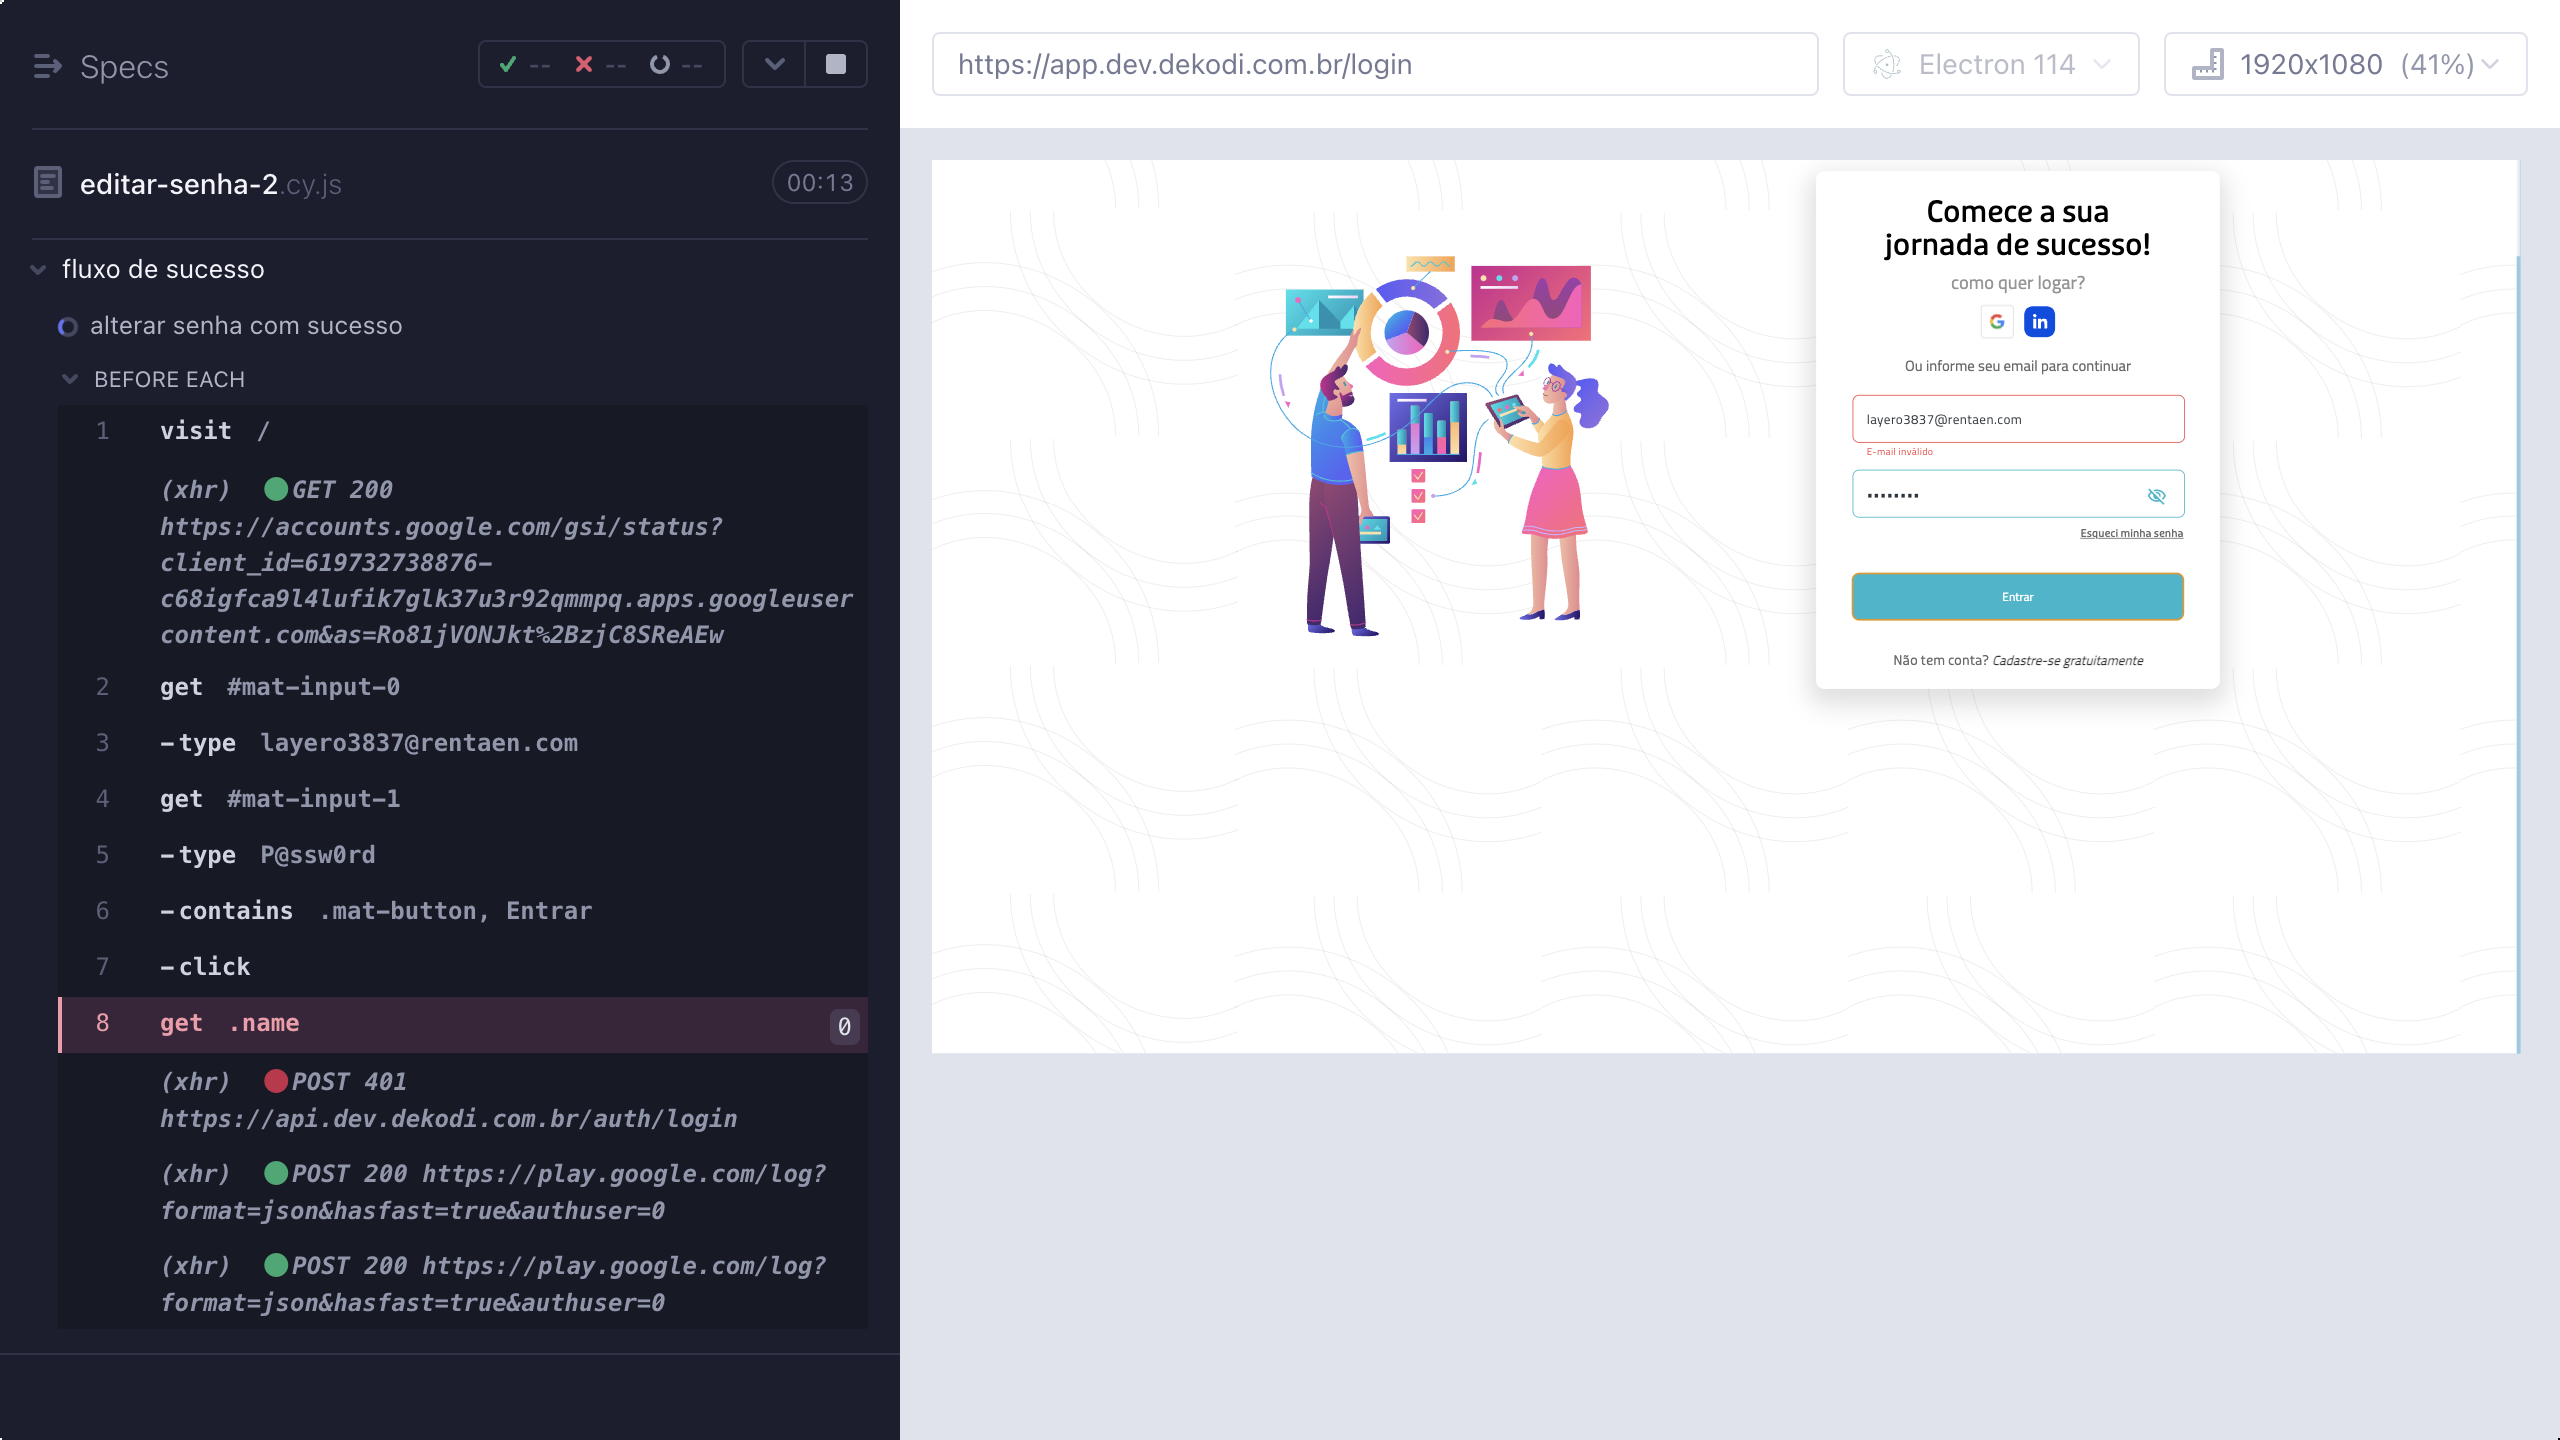 Specs
-- -- --
editar-senha-2.cy.js
00:13
fluxo de sucesso
alterar senha com sucesso
BEFORE EACH
1 visit /
(xhr) GET 200
https://accounts.google.com/gsi/status?
client_id=619732738876-
c68igfca9l4lufik7glk37u3r92qmmpq.apps.googleuser
content.com&as=Ro81jVONJkt%2BzjC8SReAEw
2 get #mat-input-0
3 -type layero3837@rentaen.com
4 get #mat-input-1
5 -type P@ssw0rd
6 -contains .mat-button, Entrar
7 -click
8 get .name 0
(xhr) POST 401
https://api.dev.dekodi.com.br/auth/login
(xhr) POST 200 https://play.google.com/log?
format=json&hasfast=true&authuser=0
(xhr) POST 200 https://play.google.com/log?
format=json&hasfast=true&authuser=0
https://app.dev.dekodi.com.br/login
Electron 114
1920x1080 (41%)
Comece a sua
jornada de sucesso!
como quer logar?
G in
Ou informe seu email para continuar
layero3837@rentaen.com
E-mail inválido
••••••••
Esqueci minha senha
Entrar
Não tem conta? Cadastre-se gratuitamente